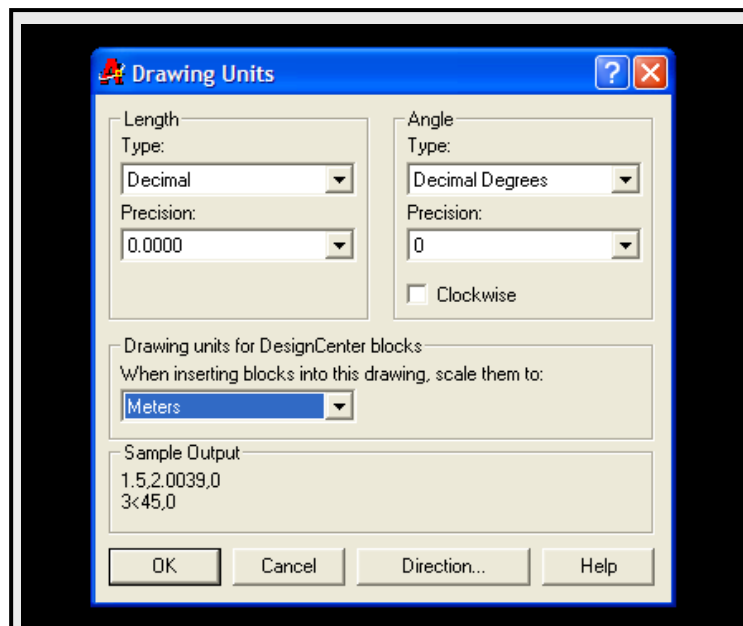 Drawing Units
Length
Type:
Decimal
Precision:
0.0000
Angle
Type:
Decimal Degrees
Precision:
0
Clockwise
Drawing units for DesignCenter blocks
When inserting blocks into this drawing, scale them to:
Meters
Sample Output
1.5,2.0039,0
3<45,0
OK Cancel Direction... Help